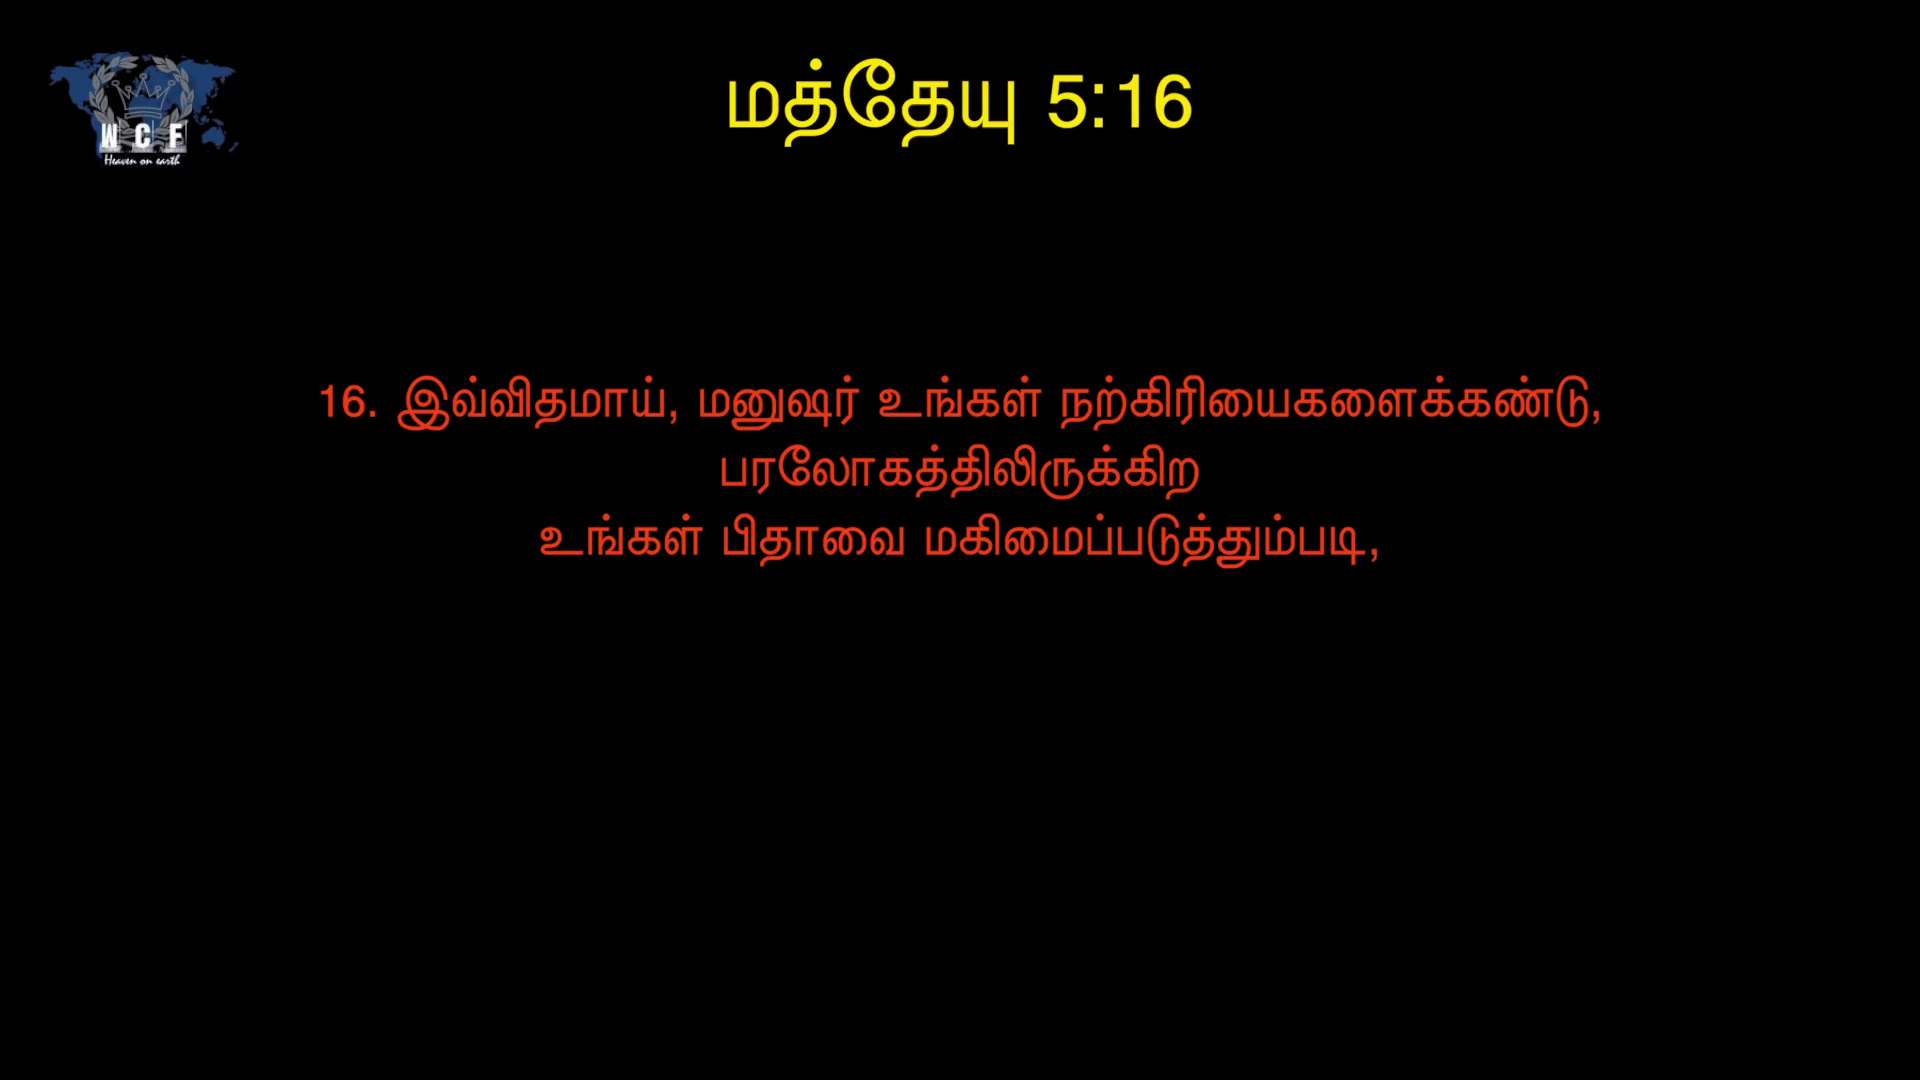 W C F
Heaven on earth
மத்தேயு 5:16
16. இவ்விதமாய், மனுஷர் உங்கள் நற்கிரியைகளைக்கண்டு,
பரலோகத்திலிருக்கிற
உங்கள் பிதாவை மகிமைப்படுத்தும்படி,